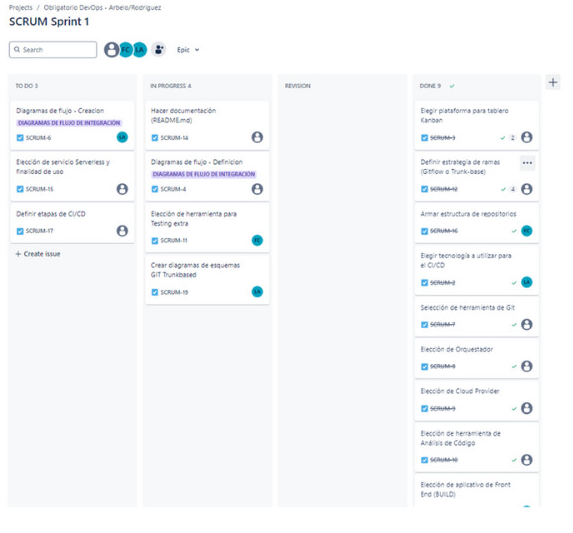 Projects / Obligatorio DevOps - Arbelo/Rodriguez
SCRUM Sprint 1
Search
FC
LA
Epic
TO DO 3
Diagramas de flujo - Creacion
DIAGRAMAS DE FLUJO DE INTEGRACIÓN
SCRUM-6
LA
Elección de servicio Serverless y
finalidad de uso
SCRUM-15
Definir etapas de CI/CD
SCRUM-17
+ Create issue
IN PROGRESS 4
Hacer documentación
(README.md)
SCRUM-14
Diagramas de flujo - Definicion
DIAGRAMAS DE FLUJO DE INTEGRACIÓN
SCRUM-4
Elección de herramienta para
Testing extra
SCRUM-11
FC
Crear diagramas de esquemas
GIT Trunkbased
SCRUM-19
LA
REVISION
DONE 9
Elegir plataforma para tablero
Kanban
SCRUM-3
2
Definir estrategia de ramas
(Gitflow o Trunk-base)
SCRUM-12
4
Armar estructura de repositorios
SCRUM-16
FC
Elegir tecnología a utilizar para
el CI/CD
SCRUM-2
LA
Selección de herramienta de Git
SCRUM-7
Elección de Orquestador
SCRUM-8
Elección de Cloud Provider
SCRUM-9
Elección de herramienta de
Análisis de Código
SCRUM-10
Elección de aplicativo de Front
End (BUILD)